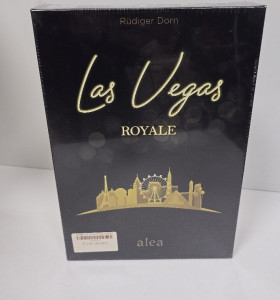 Rüdiger Dorn
Las Vegas
ROYALE
alea